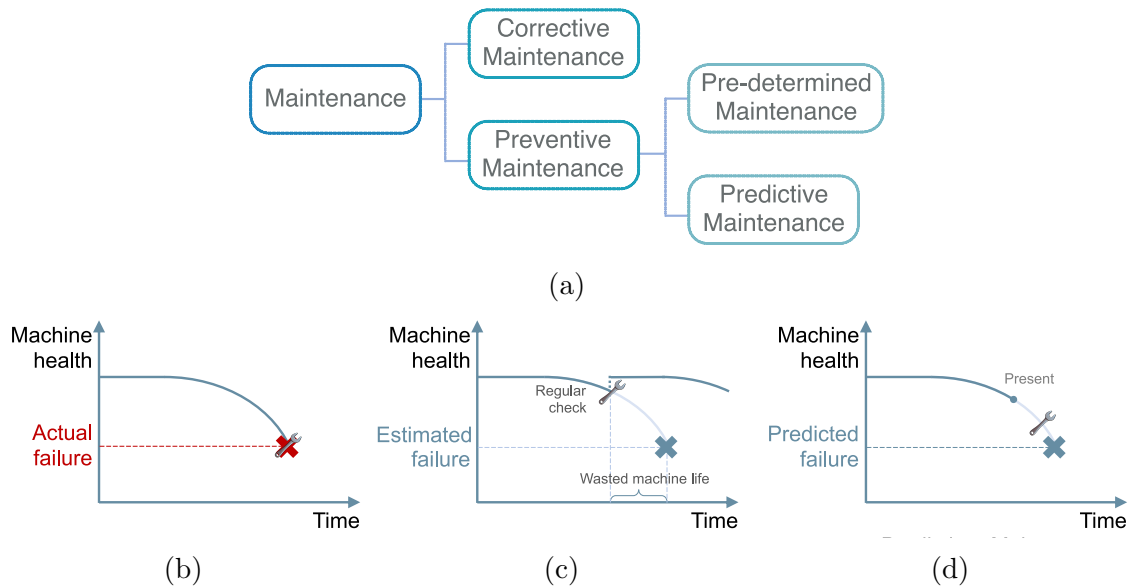 Corrective
Maintenance
Maintenance
Pre-determined
Maintenance
Preventive
Maintenance
Predictive
Maintenance
(a)
Machine
health
Actual
failure
Time
(b)
Machine
health
Regular
check
Estimated
failure
Wasted machine life
Time
(c)
Machine
health
Present
Predicted
failure
Time
(d)